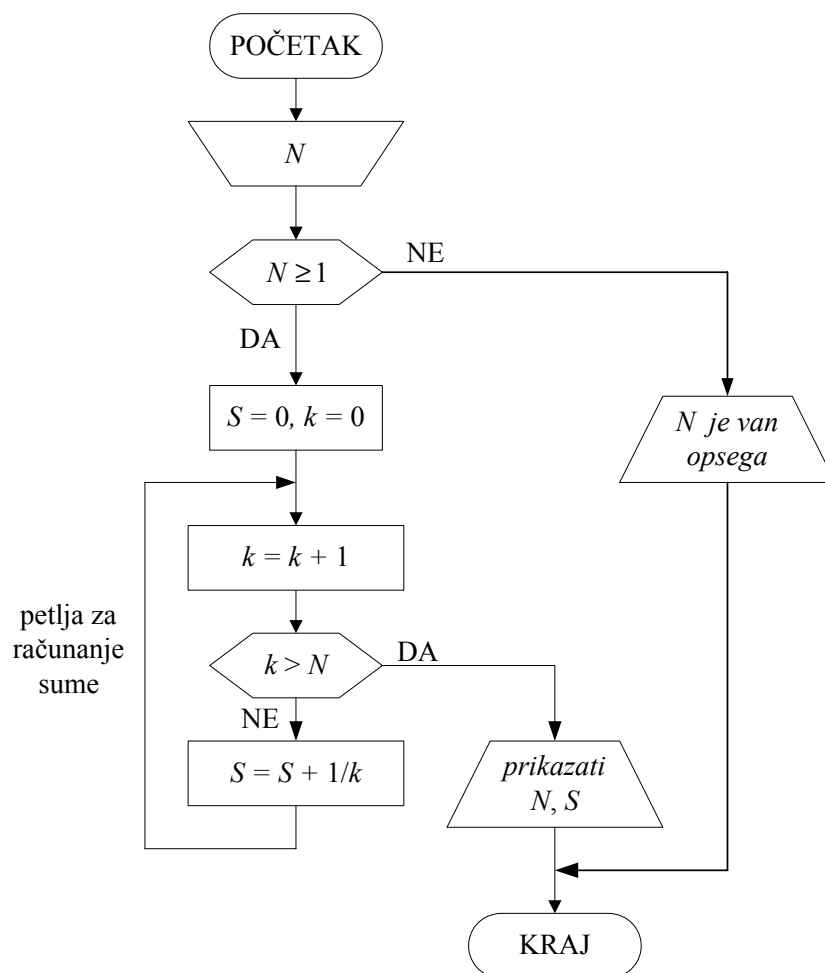 POČETAK
N
N ≥ 1
NE
DA
S = 0, k = 0
N je van
opsega
k = k + 1
petlja za
računanje
sume
k > N
DA
NE
S = S + 1/k
prikazati
N, S
KRAJ